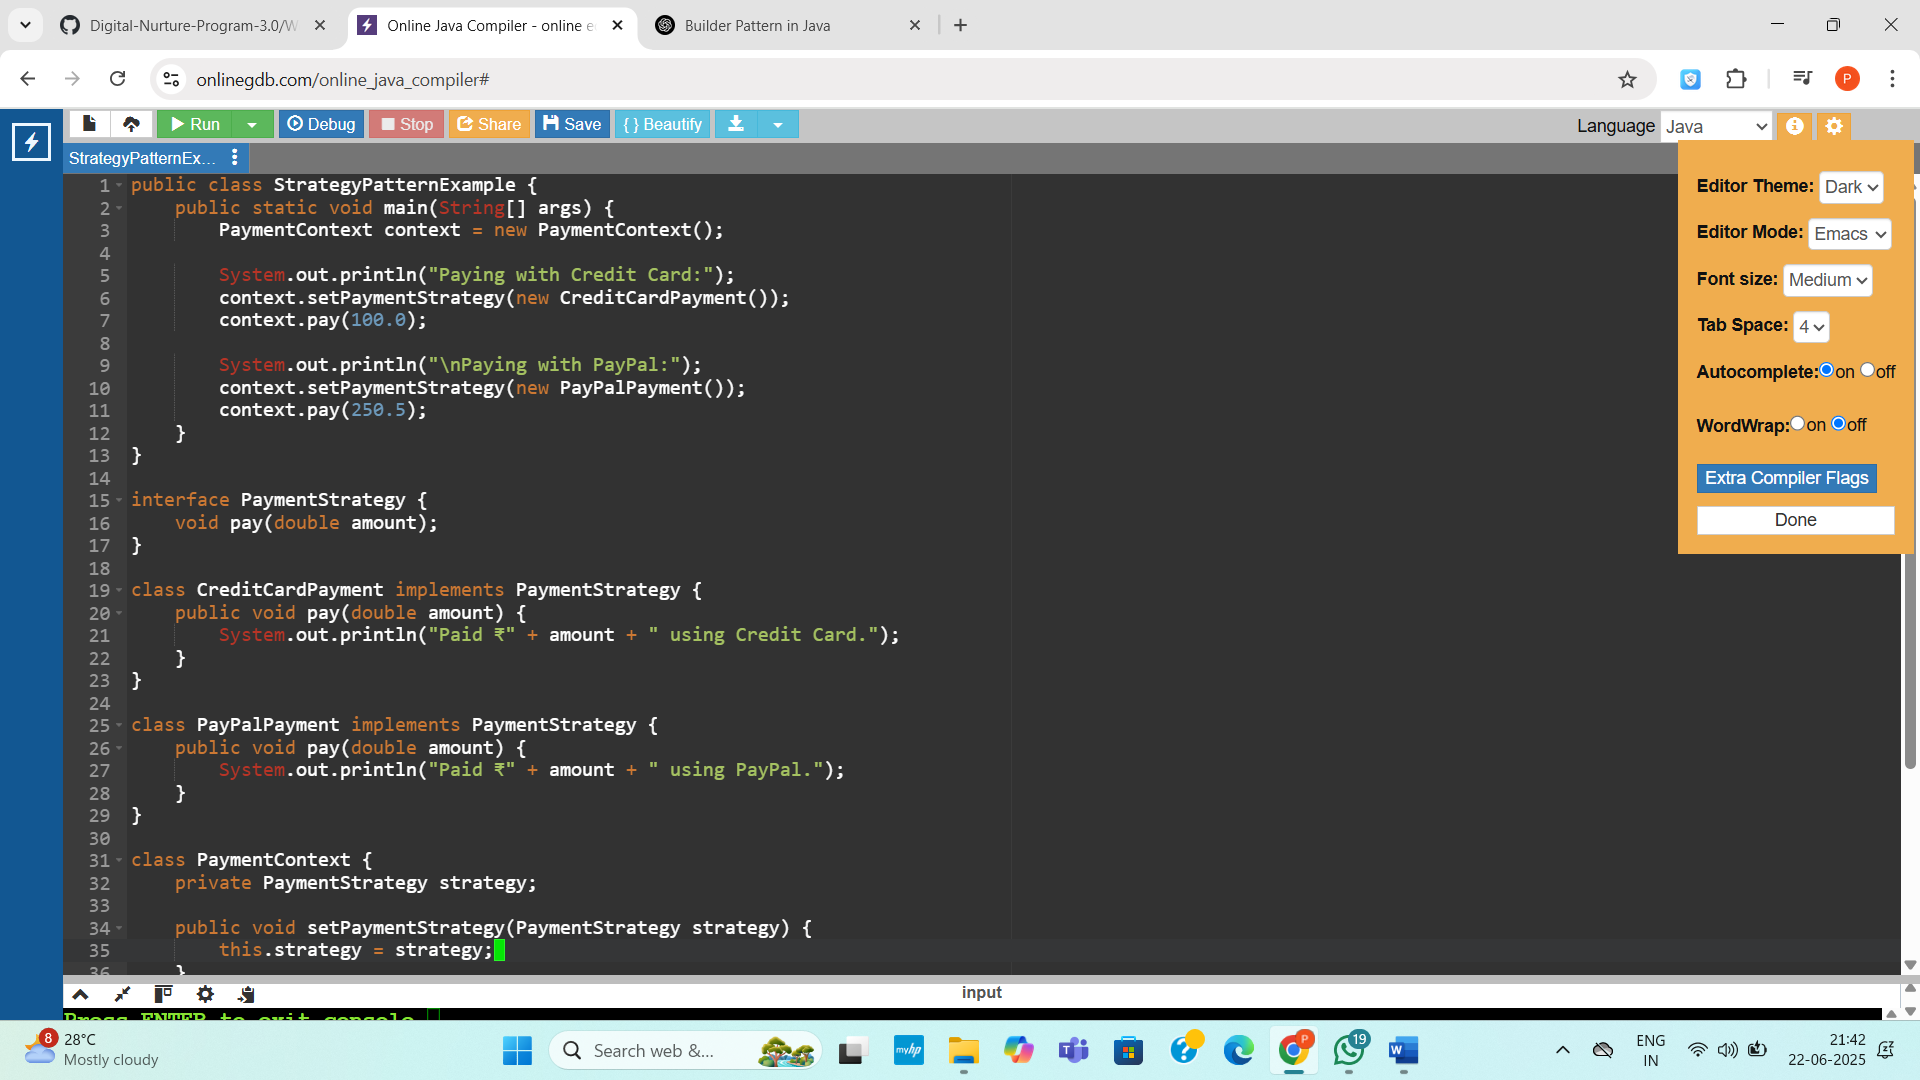 Digital-Nurture-Program-3.0/W
Online Java Compiler - online e
Builder Pattern in Java
onlinegdb.com/online_java_compiler#
P
Run
Debug
Stop
Share
Save
{ } Beautify
Language Java
StrategyPatternEx...
1 public class StrategyPatternExample {
2 public static void main(String[] args) {
3 PaymentContext context = new PaymentContext();
4
5 System.out.println("Paying with Credit Card:");
6 context.setPaymentStrategy(new CreditCardPayment());
7 context.pay(100.0);
8
9 System.out.println("\nPaying with PayPal:");
10 context.setPaymentStrategy(new PayPalPayment());
11 context.pay(250.5);
12 }
13 }
14
15 interface PaymentStrategy {
16 void pay(double amount);
17 }
18
19 class CreditCardPayment implements PaymentStrategy {
20 public void pay(double amount) {
21 System.out.println("Paid ₹" + amount + " using Credit Card.");
22 }
23 }
24
25 class PayPalPayment implements PaymentStrategy {
26 public void pay(double amount) {
27 System.out.println("Paid ₹" + amount + " using PayPal.");
28 }
29 }
30
31 class PaymentContext {
32 private PaymentStrategy strategy;
33
34 public void setPaymentStrategy(PaymentStrategy strategy) {
35 this.strategy = strategy;
36 }
Editor Theme: Dark
Editor Mode: Emacs
Font size: Medium
Tab Space: 4
Autocomplete: on off
WordWrap: on off
Extra Compiler Flags
Done
input
Press ENTER to exit console.
8
28°C
Mostly cloudy
Search web &...
myhp
P
19
ENG
IN
21:42
22-06-2025